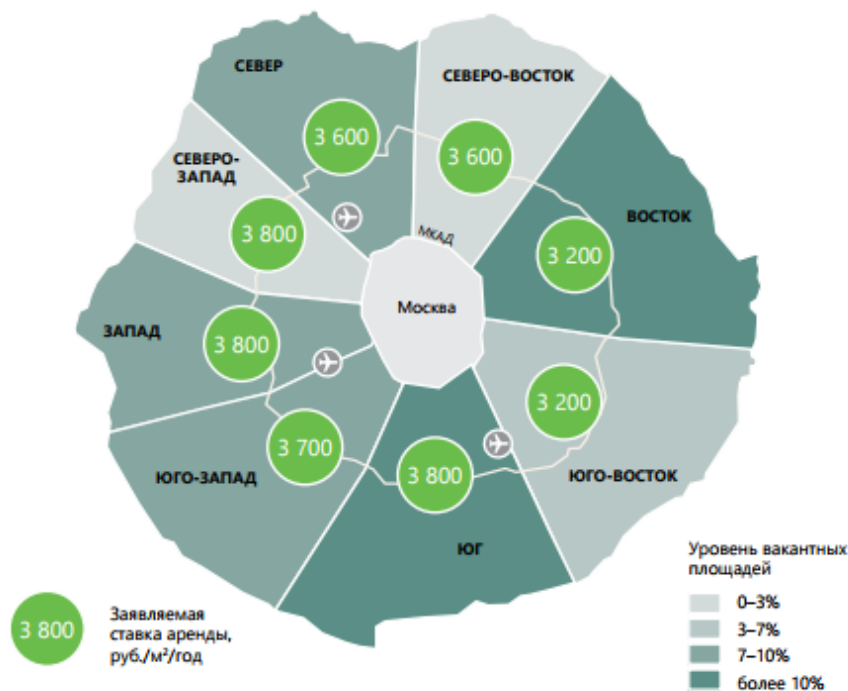 СЕВЕР
СЕВЕРО-ВОСТОК
3 600
3 600
СЕВЕРО-
ЗАПАД
ВОСТОК
3 800
МКАД
3 200
Москва
ЗАПАД
3 800
3 200
3 700
3 800
ЮГО-ЗАПАД
ЮГО-ВОСТОК
ЮГ
Уровень вакантных
площадей
0–3%
3–7%
7–10%
более 10%
3 800
Заявляемая
ставка аренды,
руб./м²/год